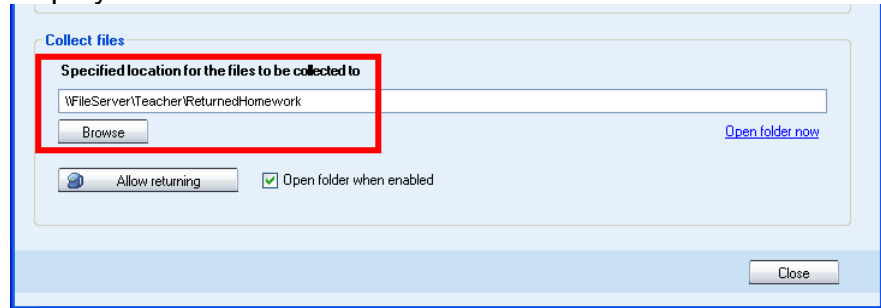 Collect files
Specified location for the files to be collected to
\\FileServer\Teacher\ReturnedHomework
Browse
Open folder now
Allow returning
Open folder when enabled
Close